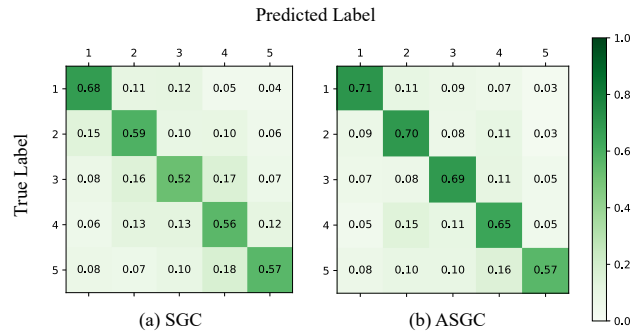 Predicted Label
1 2 3 4 5
1 0.68 0.11 0.12 0.05 0.04
2 0.15 0.59 0.10 0.10 0.06
3 0.08 0.16 0.52 0.17 0.07
4 0.06 0.13 0.13 0.56 0.12
5 0.08 0.07 0.10 0.18 0.57
True Label
(a) SGC
1 2 3 4 5
1 0.71 0.11 0.09 0.07 0.03
2 0.09 0.70 0.08 0.11 0.03
3 0.07 0.08 0.69 0.11 0.05
4 0.05 0.15 0.11 0.65 0.05
5 0.08 0.10 0.10 0.16 0.57
(b) ASGC
1.0
0.8
0.6
0.4
0.2
0.0